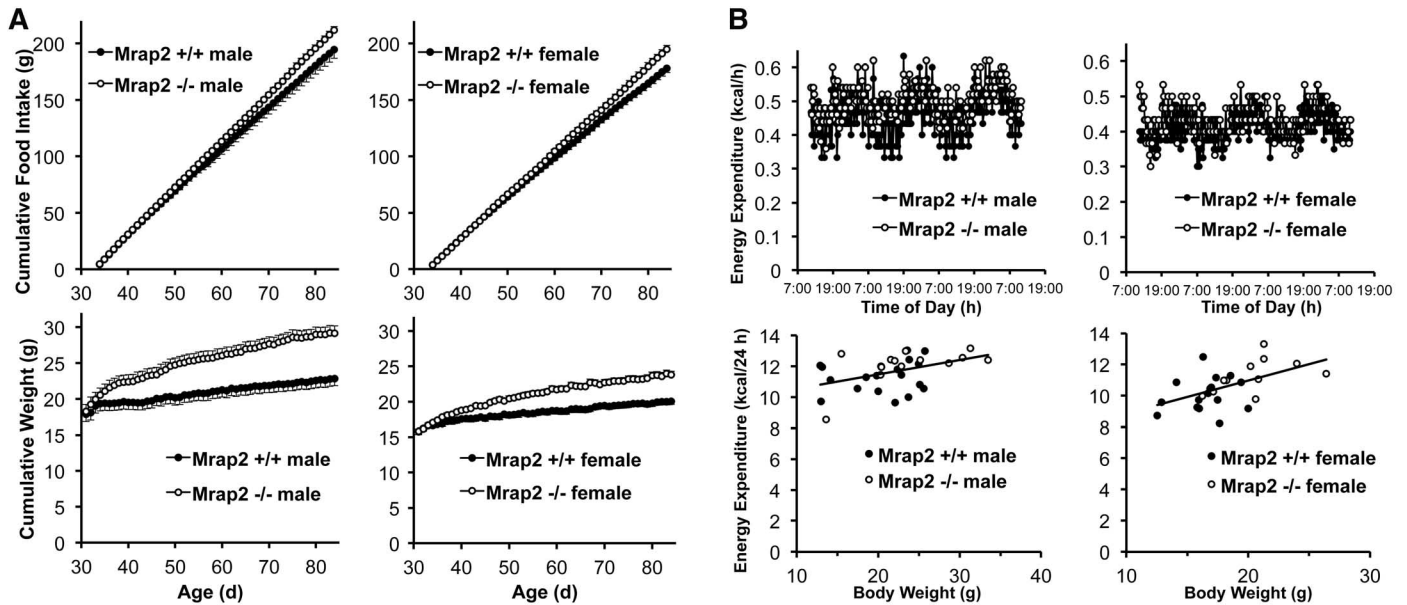 A
Cumulative Food Intake (g)
200
150
100
50
0
Mrap2 +/+ male
Mrap2 -/- male
30 40 50 60 70 80
200
150
100
50
0
Mrap2 +/+ female
Mrap2 -/- female
30 40 50 60 70 80
Cumulative Weight (g)
30
25
20
15
10
5
0
Mrap2 +/+ male
Mrap2 -/- male
30 40 50 60 70 80
Age (d)
30
25
20
15
10
5
0
Mrap2 +/+ female
Mrap2 -/- female
30 40 50 60 70 80
Age (d)
B
Energy Expenditure (kcal/h)
0.6
0.5
0.4
0.3
0.2
0.1
0
Mrap2 +/+ male
Mrap2 -/- male
7:00 19:00 7:00 19:00 7:00 19:00 7:00 19:00
Time of Day (h)
0.6
0.5
0.4
0.3
0.2
0.1
0
Mrap2 +/+ female
Mrap2 -/- female
7:00 19:00 7:00 19:00 7:00 19:00 7:00 19:00
Time of Day (h)
Energy Expenditure (kcal/24 h)
14
12
10
8
6
4
2
0
Mrap2 +/+ male
Mrap2 -/- male
10 20 30 40
Body Weight (g)
14
12
10
8
6
4
2
0
Mrap2 +/+ female
Mrap2 -/- female
10 20 30
Body Weight (g)